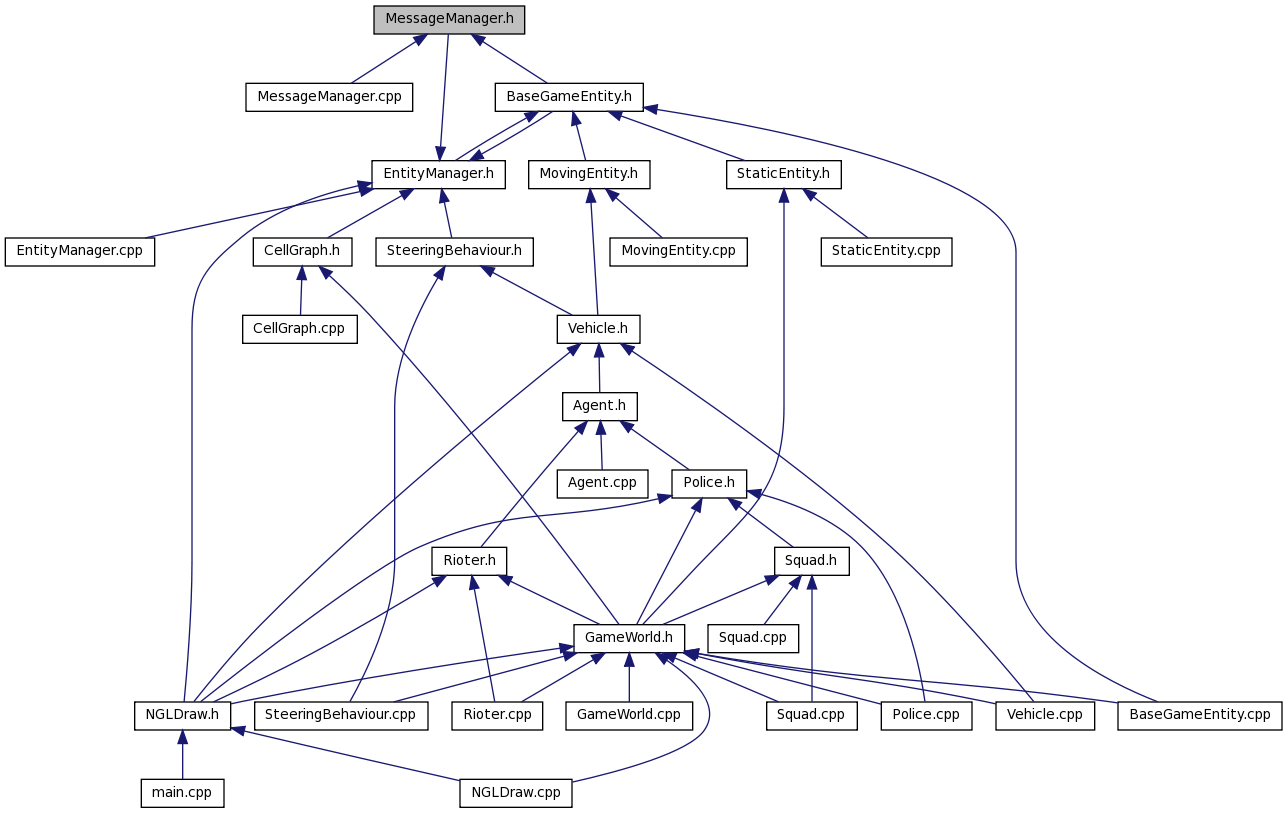 MessageManager.h
MessageManager.cpp
BaseGameEntity.h
EntityManager.h
MovingEntity.h
StaticEntity.h
EntityManager.cpp
CellGraph.h
SteeringBehaviour.h
MovingEntity.cpp
StaticEntity.cpp
CellGraph.cpp
Vehicle.h
Agent.h
Agent.cpp
Police.h
Rioter.h
Squad.h
GameWorld.h
Squad.cpp
NGLDraw.h
SteeringBehaviour.cpp
Rioter.cpp
GameWorld.cpp
Squad.cpp
Police.cpp
Vehicle.cpp
BaseGameEntity.cpp
main.cpp
NGLDraw.cpp